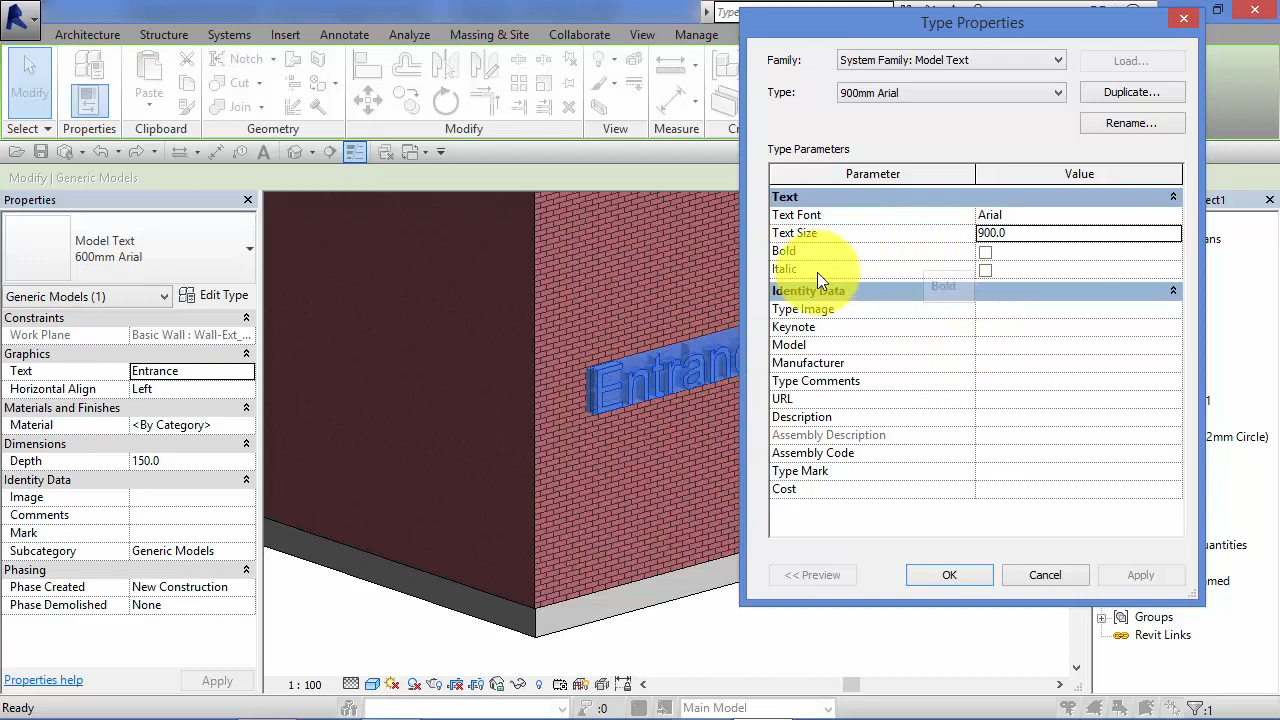 Type
Type Properties
Architecture
Structure
Systems
Insert
Annotate
Analyze
Massing & Site
Collaborate
View
Manage
Modify
Notch
Cut
Join
Paste
Select
Properties
Clipboard
Geometry
Modify
View
Measure
Family:
System Family: Model Text
Load...
Type:
900mm Arial
Duplicate...
Rename...
Type Parameters
Parameter
Value
Text
Text Font
Arial
Text Size
900.0
Bold
Italic
Bold
Identity Data
Type Image
Keynote
Model
Manufacturer
Type Comments
URL
Description
Assembly Description
Assembly Code
Type Mark
Cost
<< Preview
OK
Cancel
Apply
Modify | Generic Models
Properties
Model Text
600mm Arial
Generic Models (1)
Edit Type
Constraints
Work Plane
Basic Wall : Wall-Ext_...
Graphics
Text
Entrance
Horizontal Align
Left
Materials and Finishes
Material
<By Category>
Dimensions
Depth
150.0
Identity Data
Image
Comments
Mark
Subcategory
Generic Models
Phasing
Phase Created
New Construction
Phase Demolished
None
Properties help
Apply
Entranc
1 : 100
Groups
Revit Links
Ready
:0
Main Model
:1